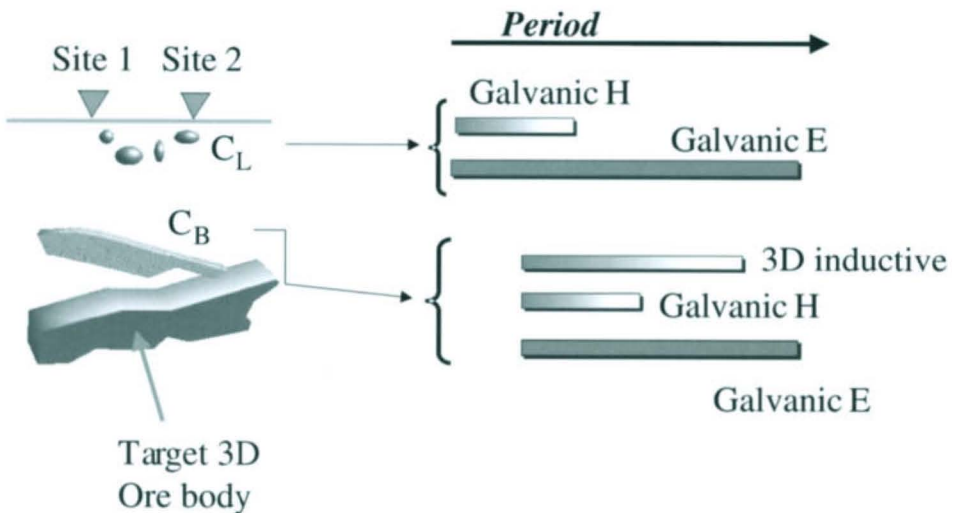 Period
Site 1 Site 2
Galvanic H
Galvanic E
C_L
C_B
3D inductive
Galvanic H
Galvanic E
Target 3D
Ore body